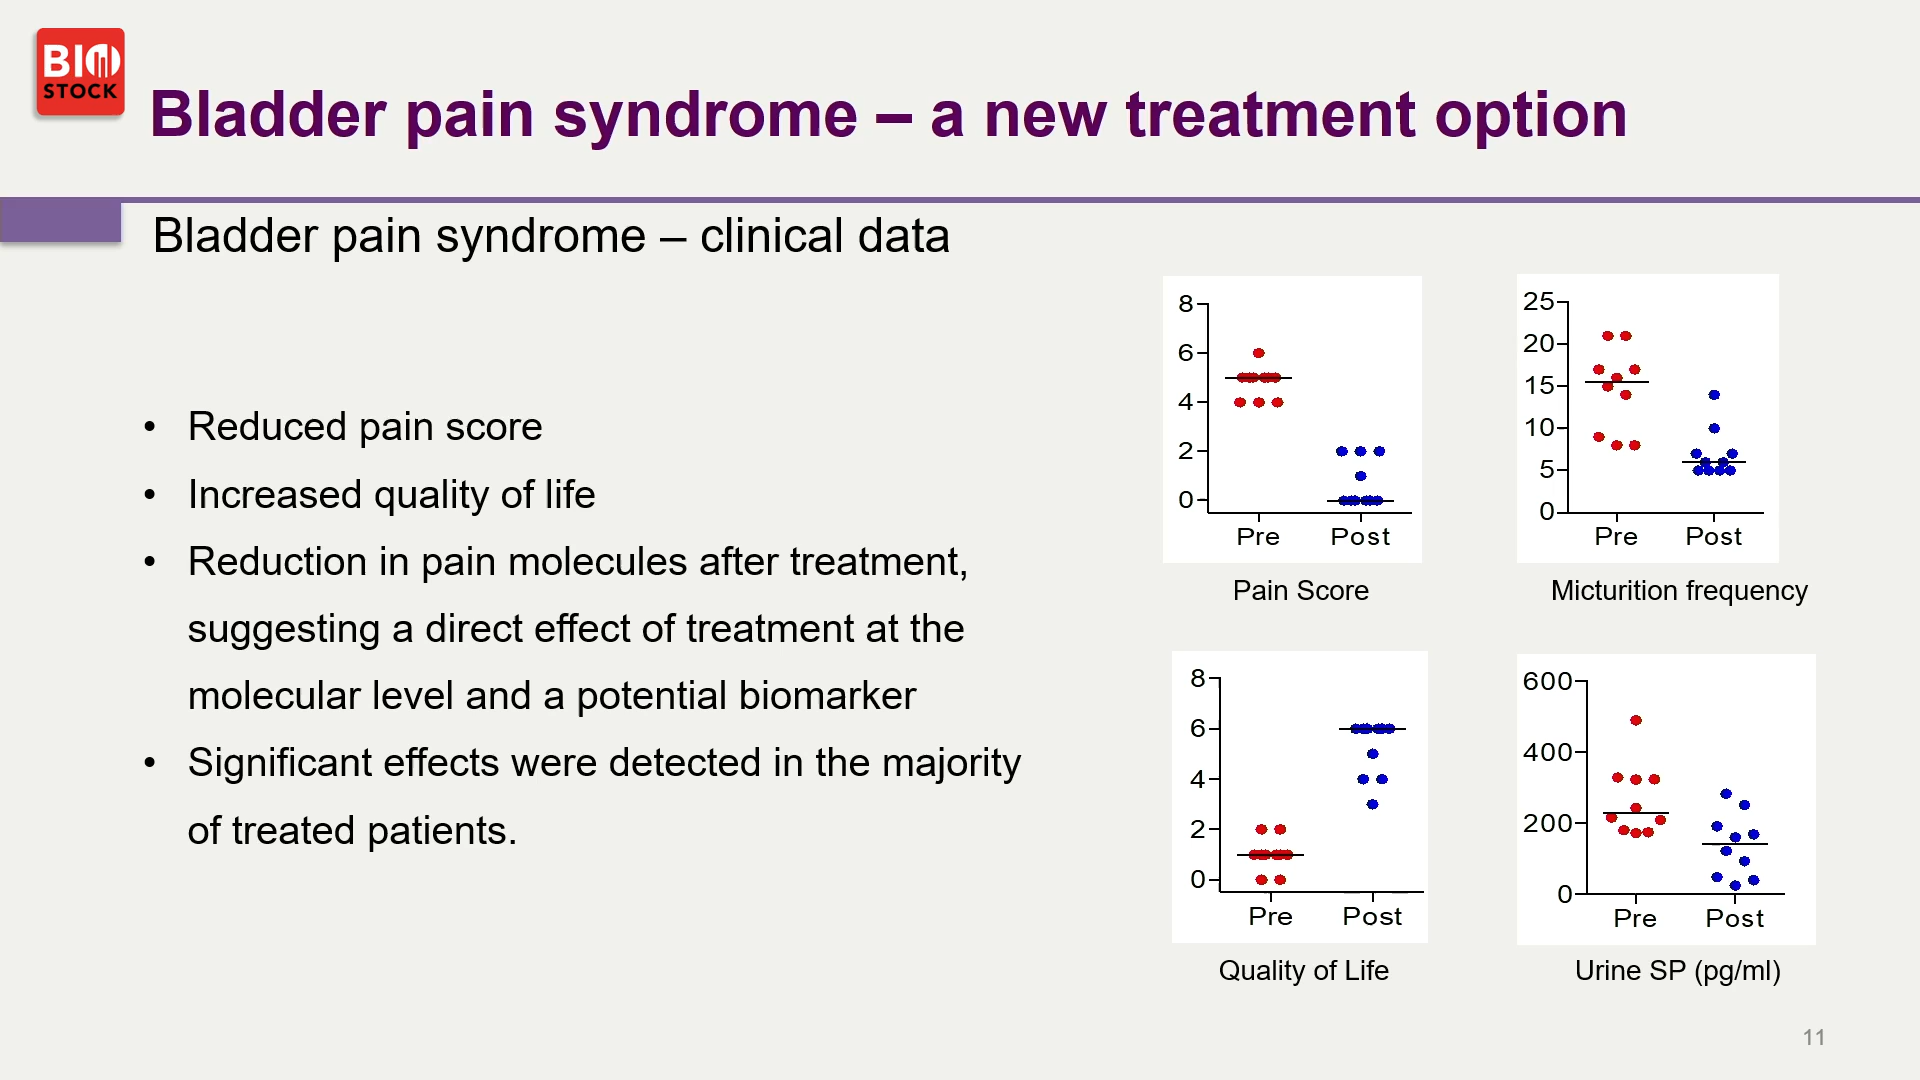 BIO
STOCK
Bladder pain syndrome – a new treatment option
Bladder pain syndrome – clinical data
• Reduced pain score
• Increased quality of life
• Reduction in pain molecules after treatment,
suggesting a direct effect of treatment at the
molecular level and a potential biomarker
• Significant effects were detected in the majority
of treated patients.
8
6
4
2
0
Pre Post
Pain Score
25
20
15
10
5
0
Pre Post
Micturition frequency
8
6
4
2
0
Pre Post
Quality of Life
600
400
200
0
Pre Post
Urine SP (pg/ml)
11